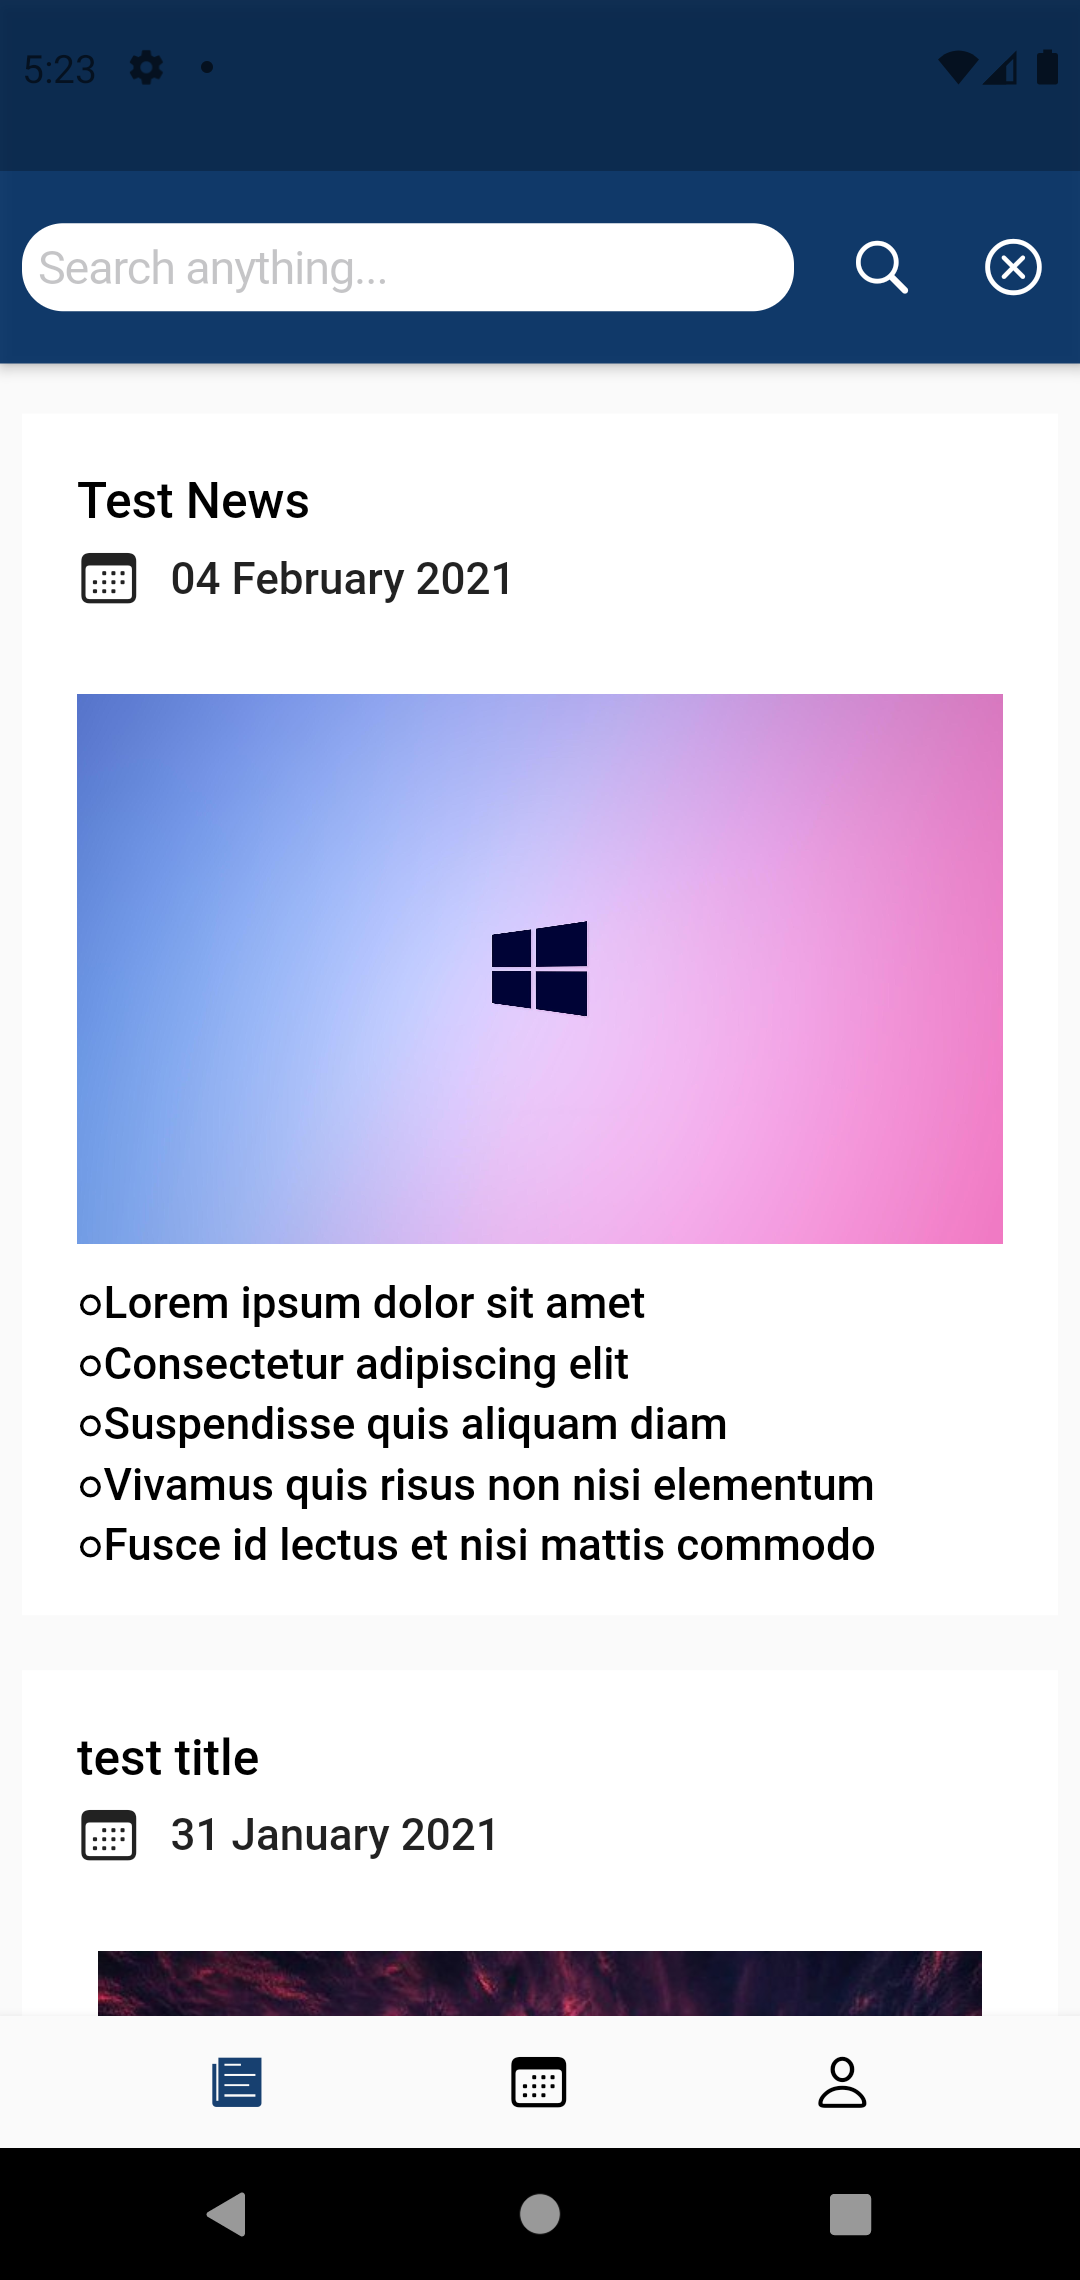 5:23
Search anything...
Test News
04 February 2021
○Lorem ipsum dolor sit amet
○Consectetur adipiscing elit
○Suspendisse quis aliquam diam
○Vivamus quis risus non nisi elementum
○Fusce id lectus et nisi mattis commodo
test title
31 January 2021